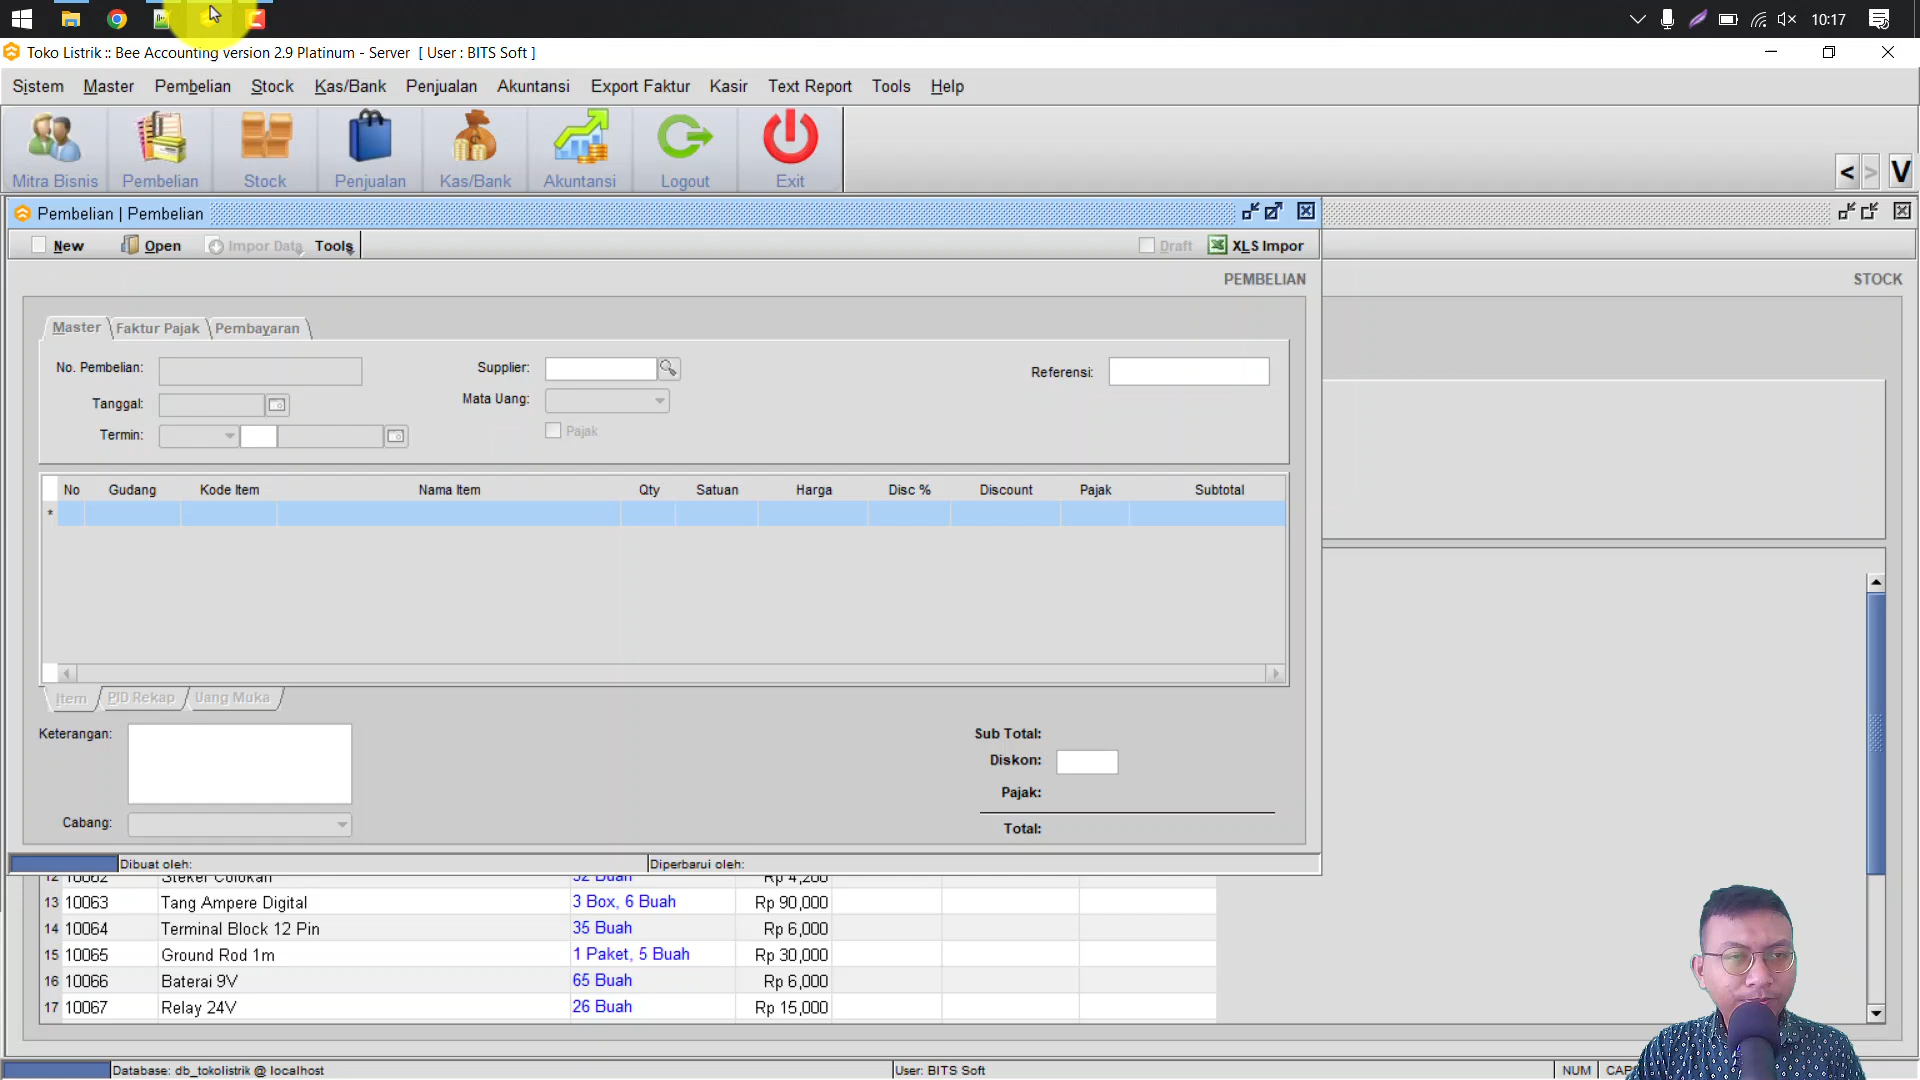 10:17
Toko Listrik :: Bee Accounting version 2.9 Platinum - Server [ User : BITS Soft ]
Sistem Master Pembelian Stock Kas/Bank Penjualan Akuntansi Export Faktur Kasir Text Report Tools Help
Mitra Bisnis Pembelian Stock Penjualan Kas/Bank Akuntansi Logout Exit
< > V
Pembelian | Pembelian
New Open Impor Data Tools Draft XLS Impor
PEMBELIAN
STOCK
Master Faktur Pajak Pembayaran
No. Pembelian: Supplier: Referensi:
Tanggal: Mata Uang:
Termin: Pajak
No Gudang Kode Item Nama Item Qty Satuan Harga Disc % Discount Pajak Subtotal
*
Item PID Rekap Uang Muka
Keterangan: Sub Total:
Diskon:
Pajak:
Cabang: Total:
Dibuat oleh: Diperbarui oleh:
12 10062 Steker Colokan 52 Buah Rp 4,200
13 10063 Tang Ampere Digital 3 Box, 6 Buah Rp 90,000
14 10064 Terminal Block 12 Pin 35 Buah Rp 6,000
15 10065 Ground Rod 1m 1 Paket, 5 Buah Rp 30,000
16 10066 Baterai 9V 65 Buah Rp 6,000
17 10067 Relay 24V 26 Buah Rp 15,000
Database: db_tokolistrik @ localhost User: BITS Soft NUM CAP